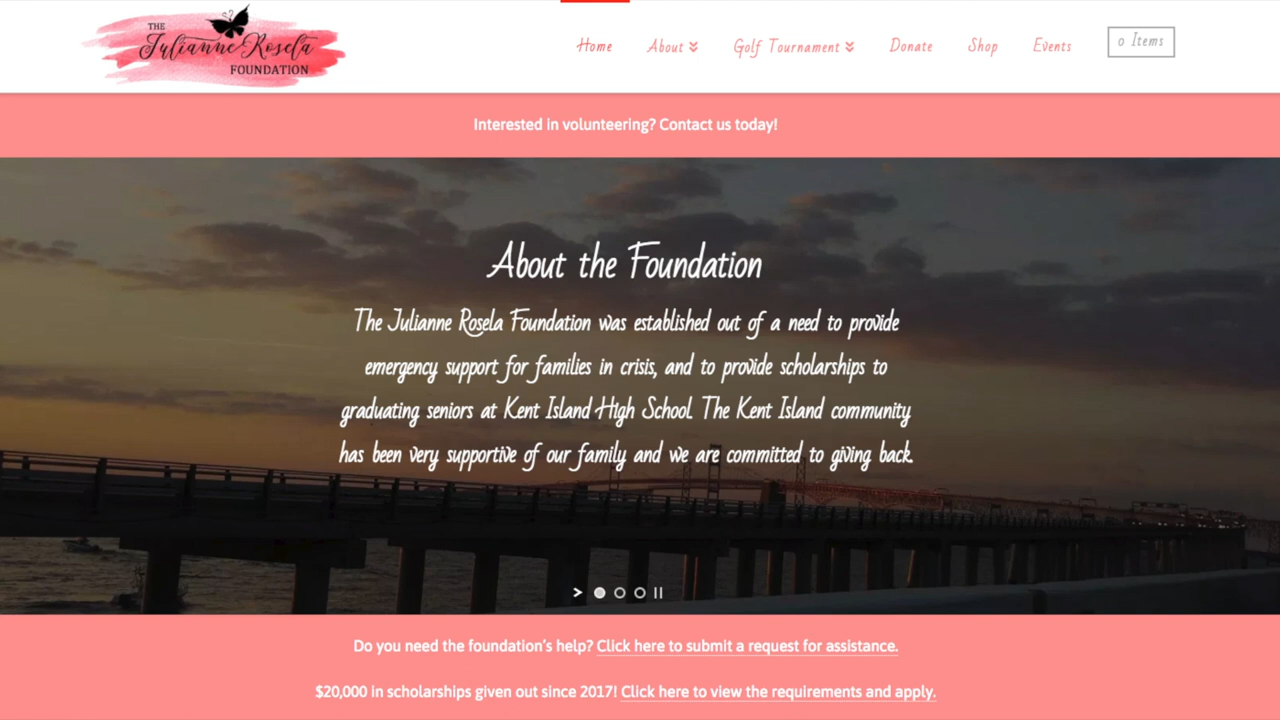 THE
Julianne Rosela
FOUNDATION
Home About Golf Tournament Donate Shop Events 0 Items
Interested in volunteering? Contact us today!
About the Foundation
The Julianne Rosela Foundation was established out of a need to provide
emergency support for families in crisis, and to provide scholarships to
graduating seniors at Kent Island High School. The Kent Island community
has been very supportive of our family and we are committed to giving back.
Do you need the foundation's help? Click here to submit a request for assistance.
$20,000 in scholarships given out since 2017! Click here to view the requirements and apply.